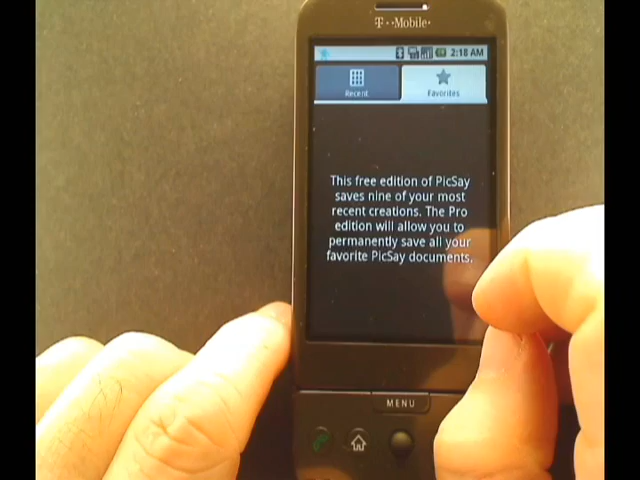 T··Mobile·
2:18 AM
Recent
Favorites
This free edition of PicSay
saves nine of your most
recent creations. The Pro
edition will allow you to
permanently save all your
favorite PicSay documents.
MENU